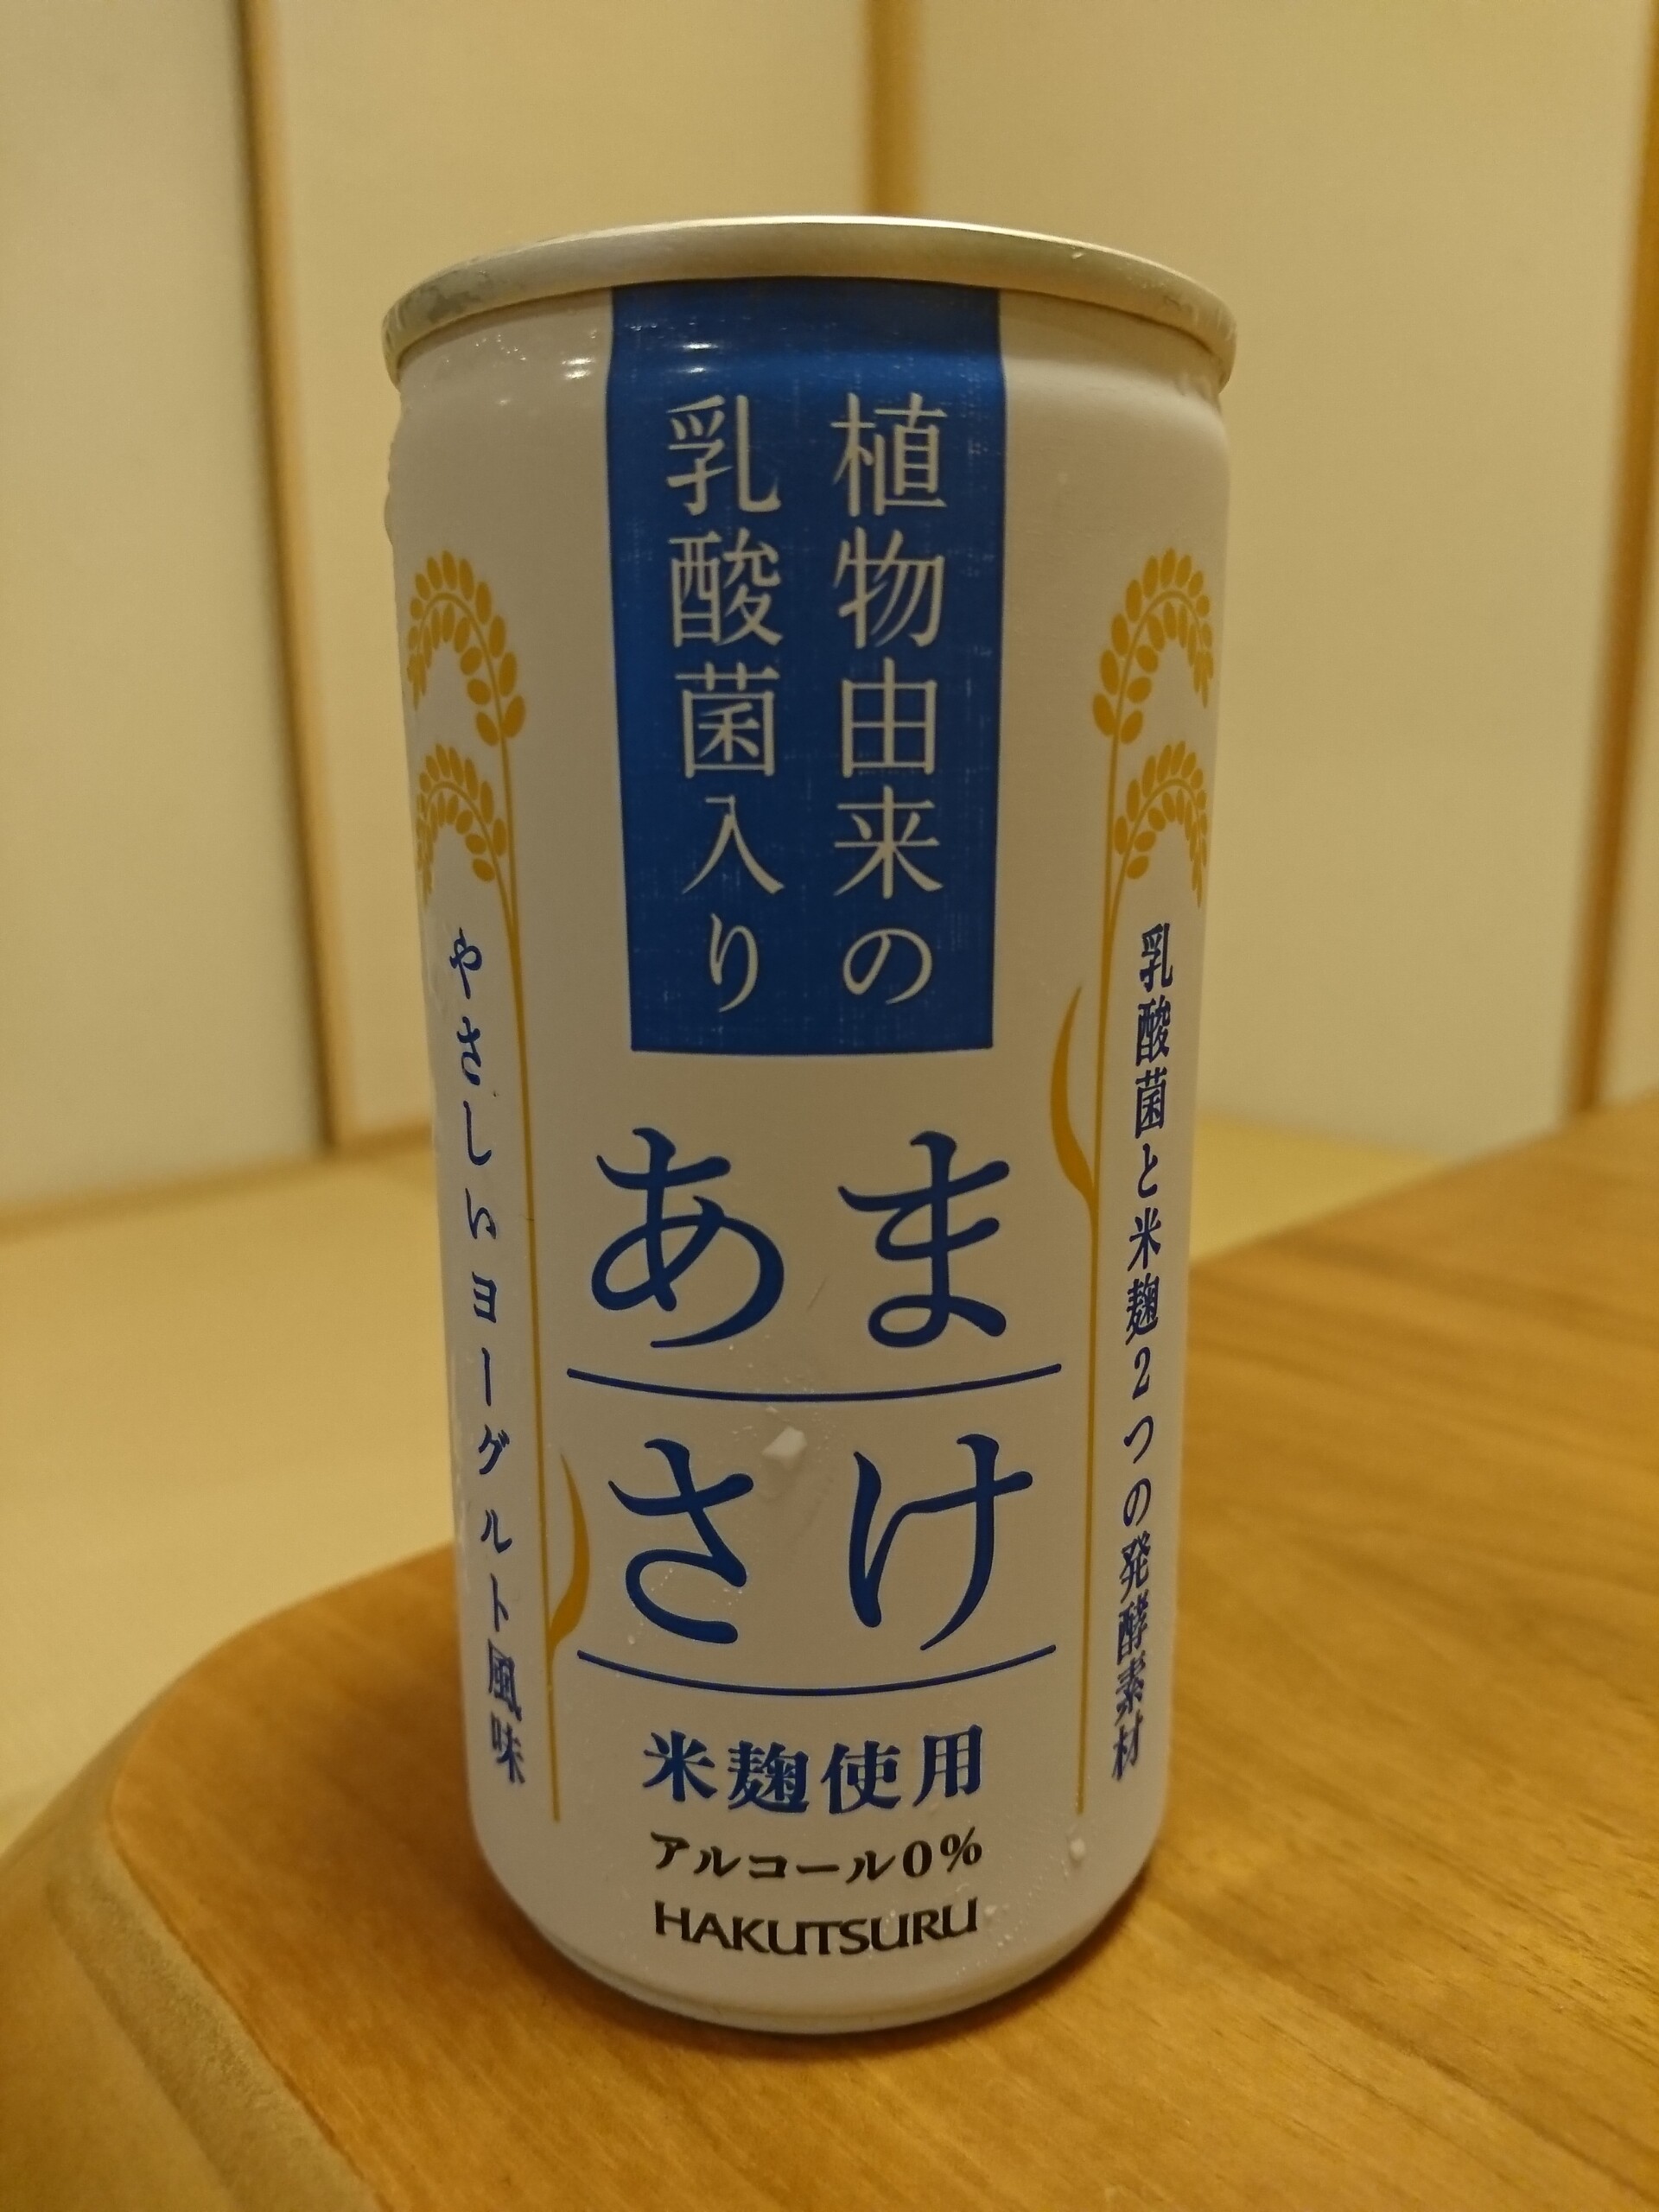 植物由来の
乳酸菌入り
あま
さけ
米麹使用
アルコール0%
HAKUTSURU
乳酸菌と米麹2つの発酵素材
やさしいヨーグルト風味